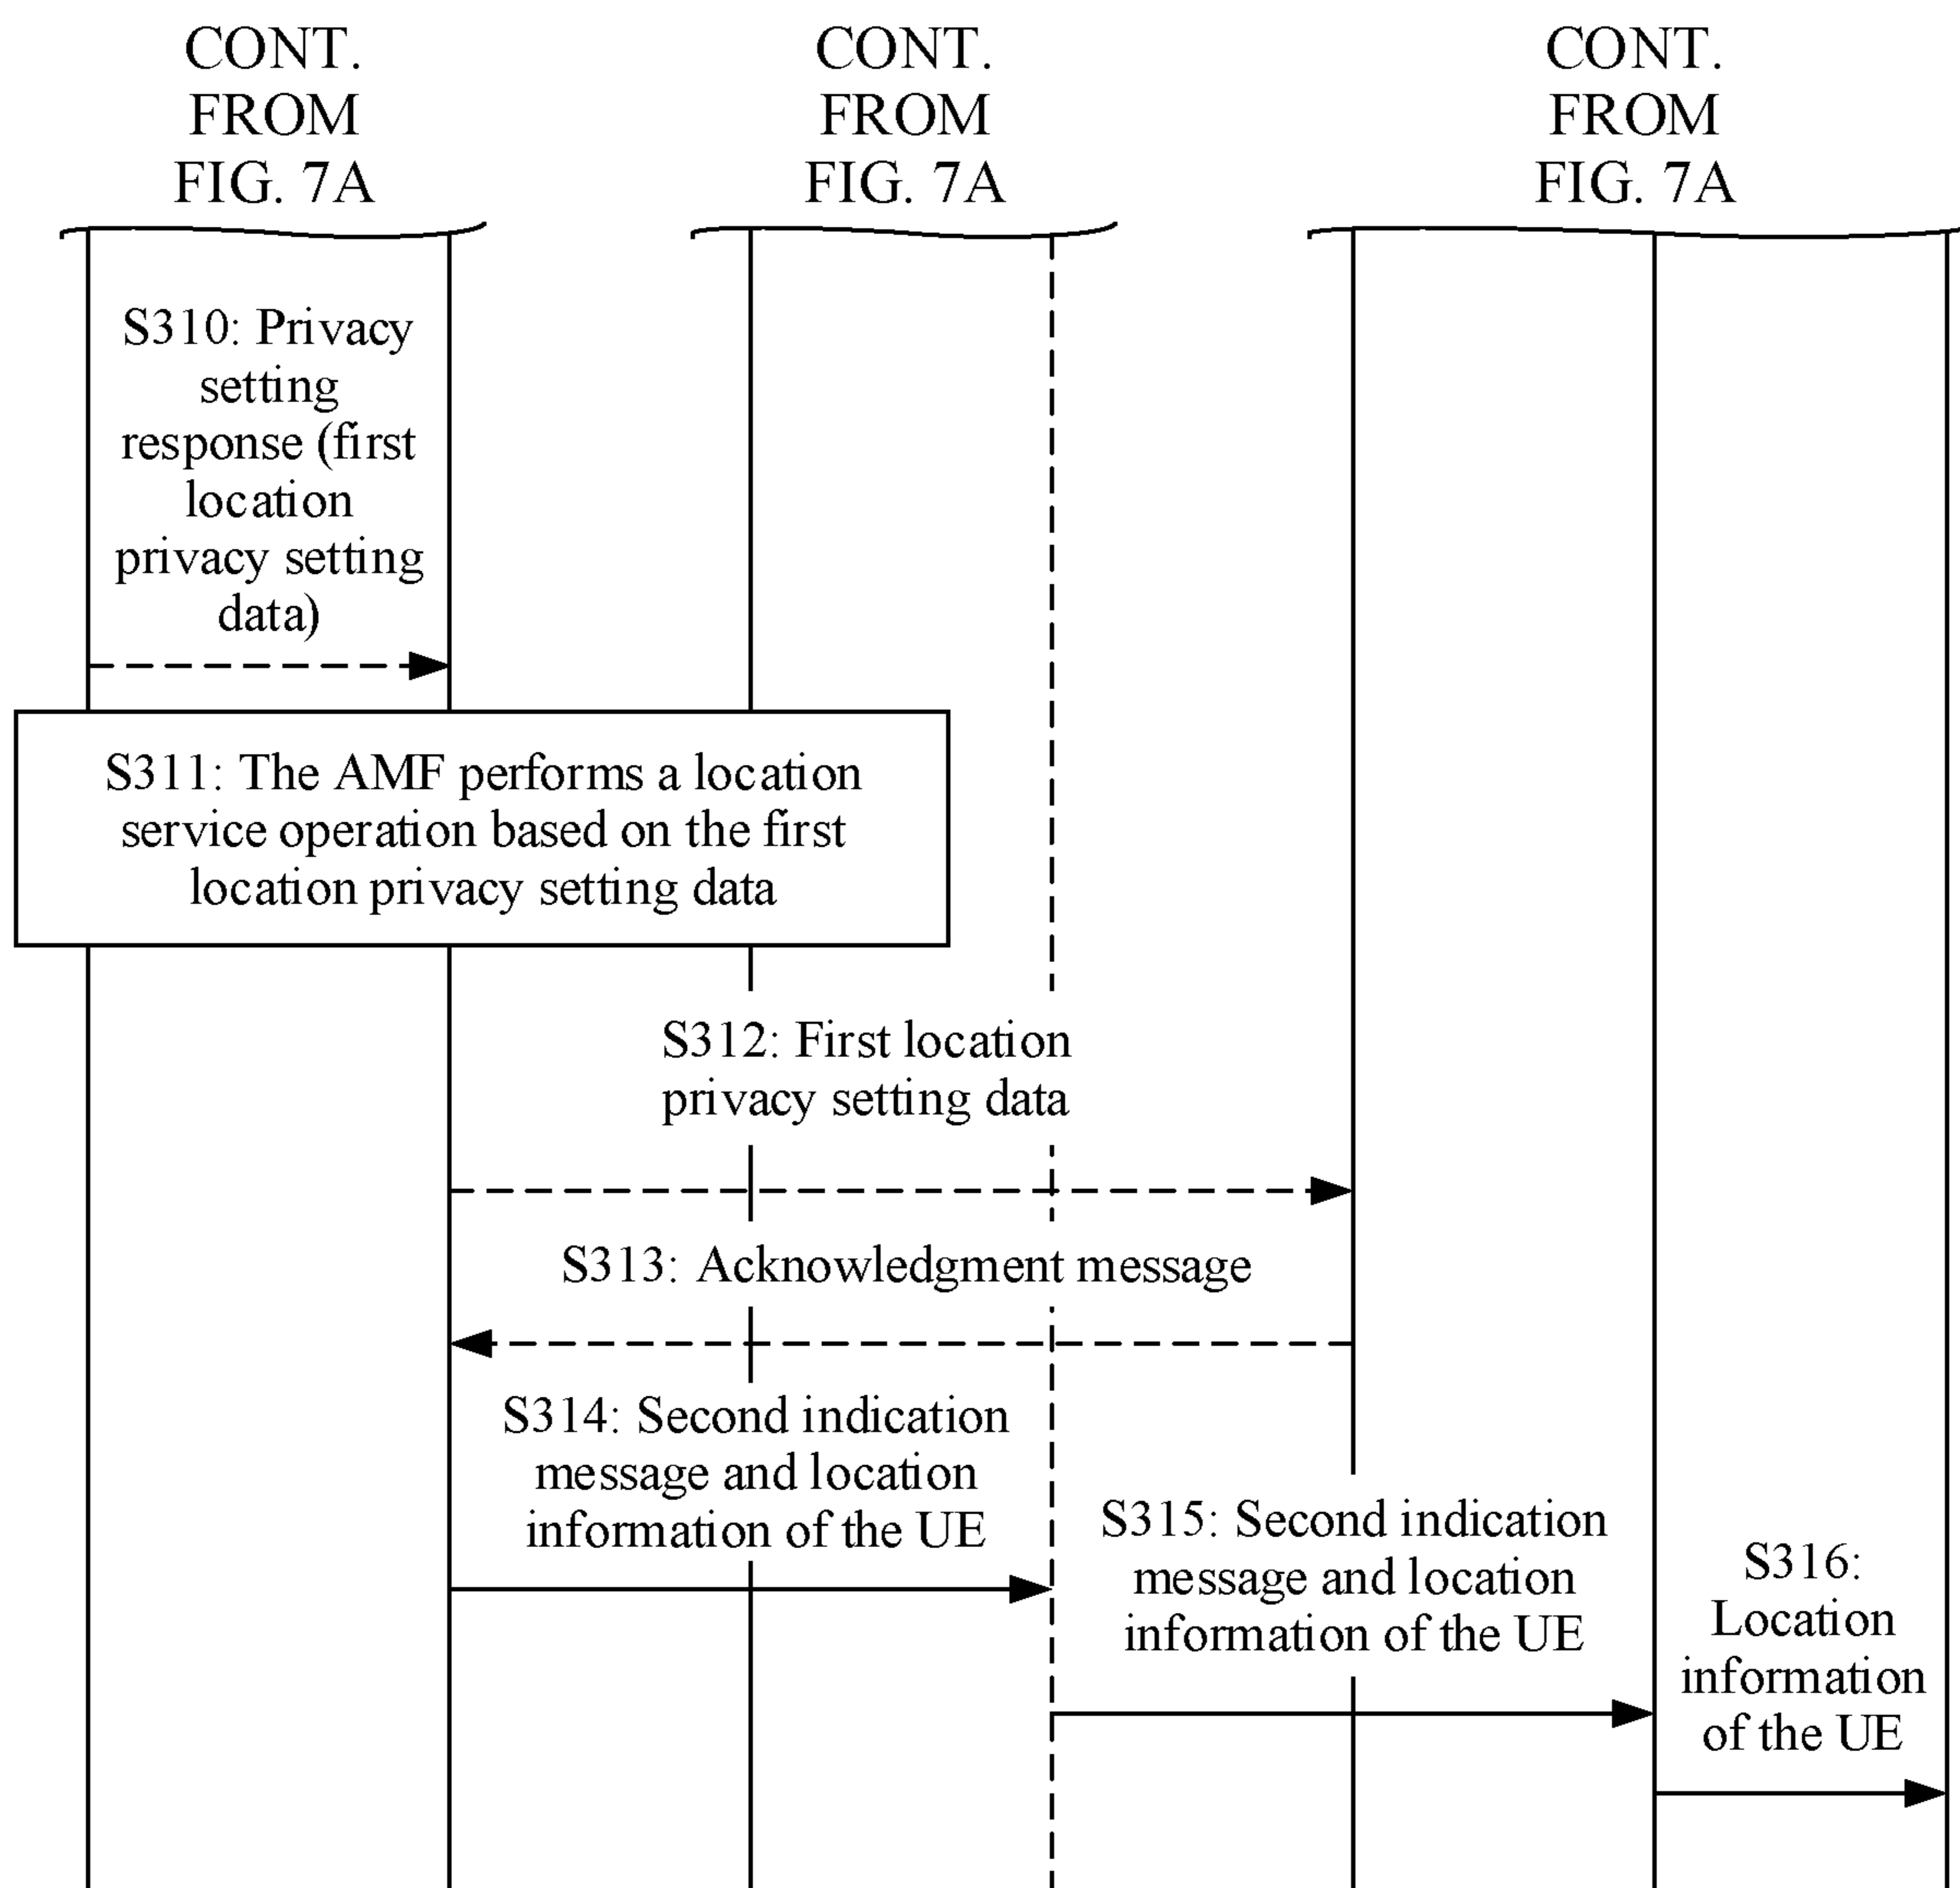 CONT.
FROM
FIG. 7A
CONT.
FROM
FIG. 7A
CONT.
FROM
FIG. 7A
S310: Privacy
setting
response (first
location
privacy setting
data)
S311: The AMF performs a location
service operation based on the first
location privacy setting data
S312: First location
privacy setting data
S313: Acknowledgment message
S314: Second indication
message and location
information of the UE
S315: Second indication
message and location
information of the UE
S316:
Location
information
of the UE